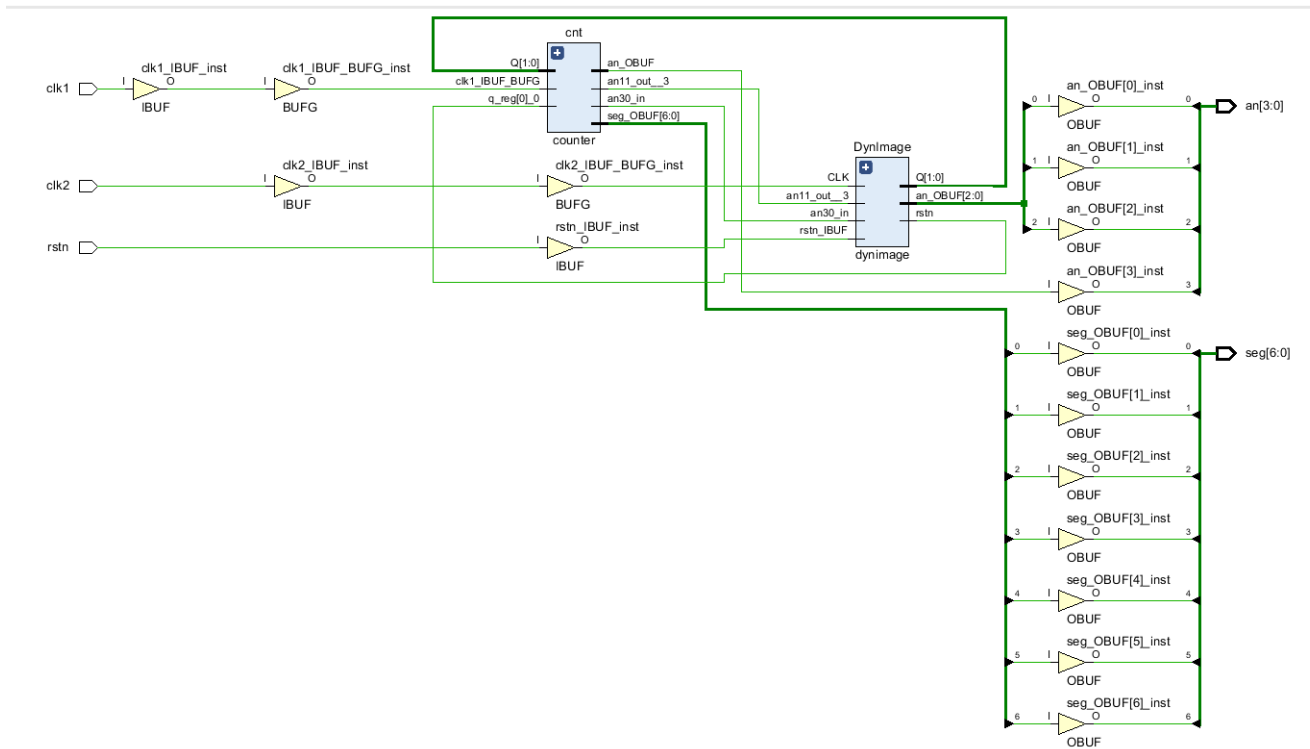 cnt
Q[1:0]
clk1_IBUF_BUFG
q_reg[0]_0
an_OBUF
an11_out__3
an30_in
seg_OBUF[6:0]
counter
clk1
clk1_IBUF_inst
I
O
IBUF
clk1_IBUF_BUFG_inst
I
O
BUFG
clk2
clk2_IBUF_inst
I
O
IBUF
clk2_IBUF_BUFG_inst
I
O
BUFG
rstn
rstn_IBUF_inst
I
O
IBUF
DynImage
CLK
an11_out__3
an30_in
rstn_IBUF
Q[1:0]
an_OBUF[2:0]
rstn
dynimage
an_OBUF[0]_inst
0
I
O
0
OBUF
an[3:0]
an_OBUF[1]_inst
1
I
O
1
OBUF
an_OBUF[2]_inst
2
I
O
2
OBUF
an_OBUF[3]_inst
I
O
3
OBUF
seg_OBUF[0]_inst
0
I
O
0
OBUF
seg[6:0]
seg_OBUF[1]_inst
1
I
O
1
OBUF
seg_OBUF[2]_inst
2
I
O
2
OBUF
seg_OBUF[3]_inst
3
I
O
3
OBUF
seg_OBUF[4]_inst
4
I
O
4
OBUF
seg_OBUF[5]_inst
5
I
O
5
OBUF
seg_OBUF[6]_inst
6
I
O
6
OBUF